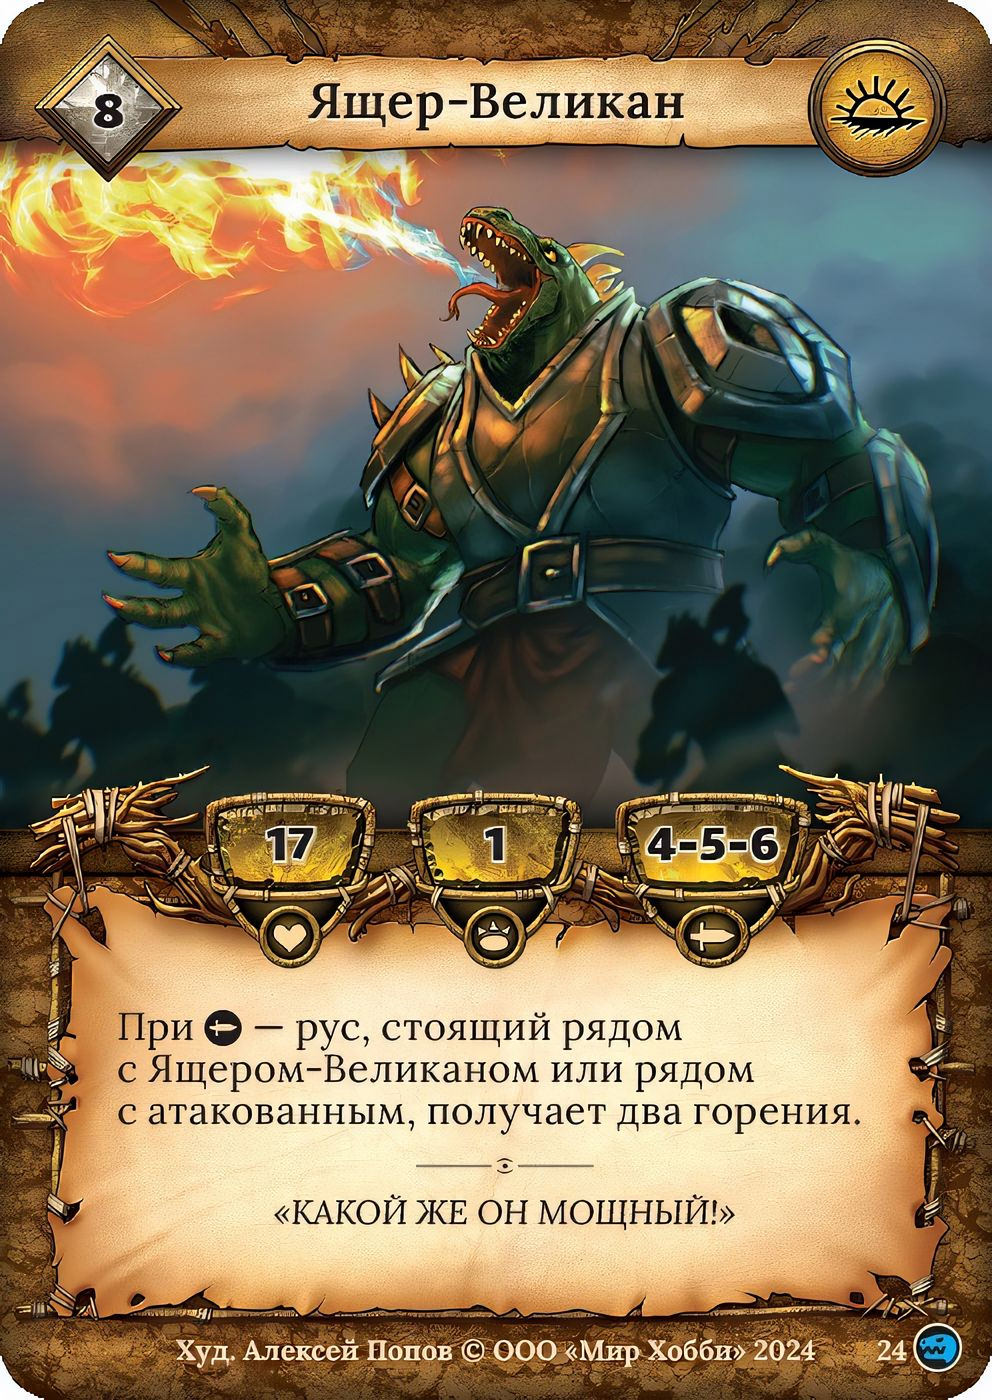 8
Ящер-Великан
17
1
4-5-6
При — рус, стоящий рядом
с Ящером-Великаном или рядом
с атакованным, получает два горения.
«КАКОЙ ЖЕ ОН МОЩНЫЙ!»
Худ. Алексей Попов © ООО «Мир Хобби» 2024
24